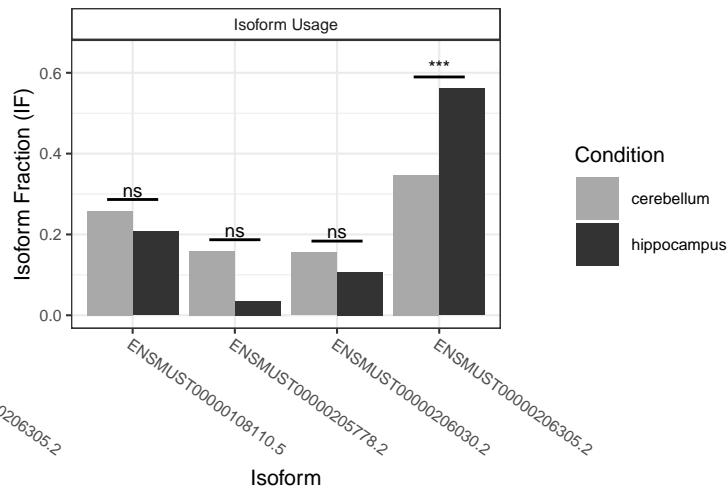 Isoform Usage
***
0.6
0.4
0.2
0.0
ns
ns
ns
Isoform Fraction (IF)
ENSMUST00000108110.5
ENSMUST00000205778.2
ENSMUST00000206030.2
ENSMUST00000206305.2
Isoform
Condition
cerebellum
hippocampus